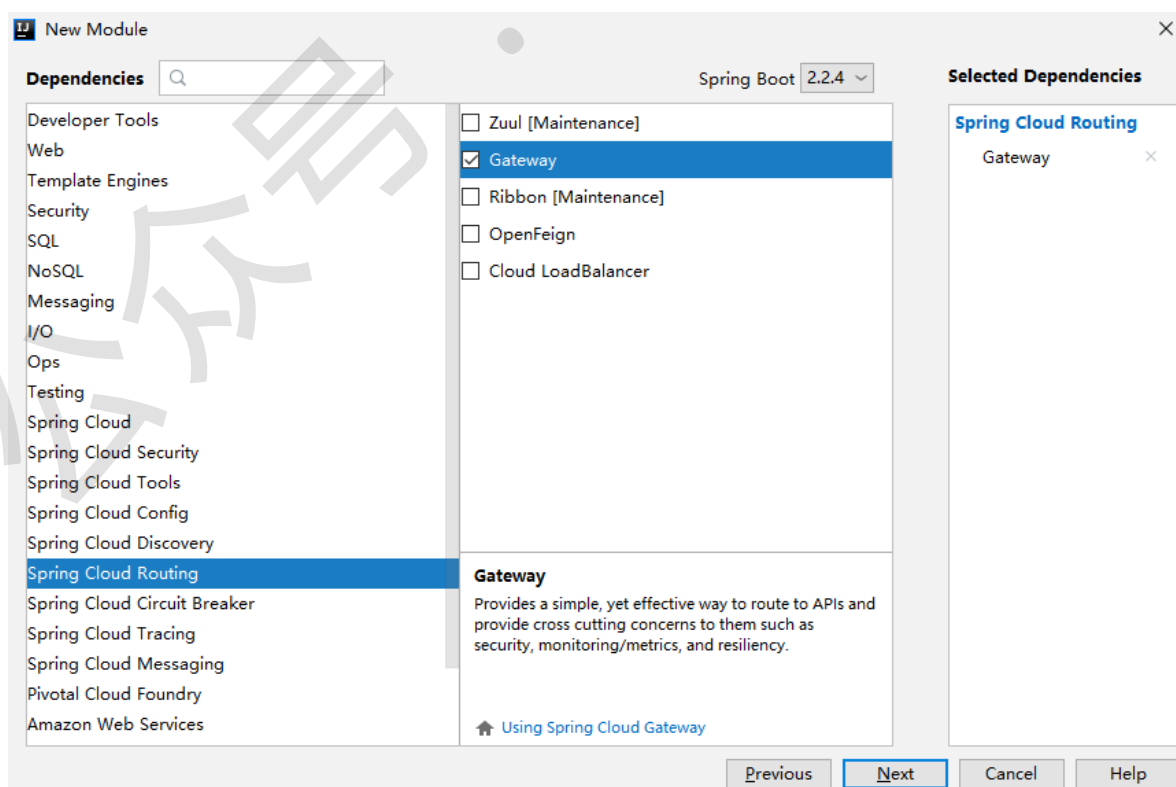 New Module
Dependencies
Spring Boot 2.2.4
Selected Dependencies
Developer Tools
Web
Template Engines
Security
SQL
NoSQL
Messaging
I/O
Ops
Testing
Spring Cloud
Spring Cloud Security
Spring Cloud Tools
Spring Cloud Config
Spring Cloud Discovery
Spring Cloud Routing
Spring Cloud Circuit Breaker
Spring Cloud Tracing
Spring Cloud Messaging
Pivotal Cloud Foundry
Amazon Web Services
Zuul [Maintenance]
Gateway
Ribbon [Maintenance]
OpenFeign
Cloud LoadBalancer
Gateway
Provides a simple, yet effective way to route to APIs and
provide cross cutting concerns to them such as
security, monitoring/metrics, and resiliency.
Using Spring Cloud Gateway
Spring Cloud Routing
Gateway
Previous
Next
Cancel
Help
公众号